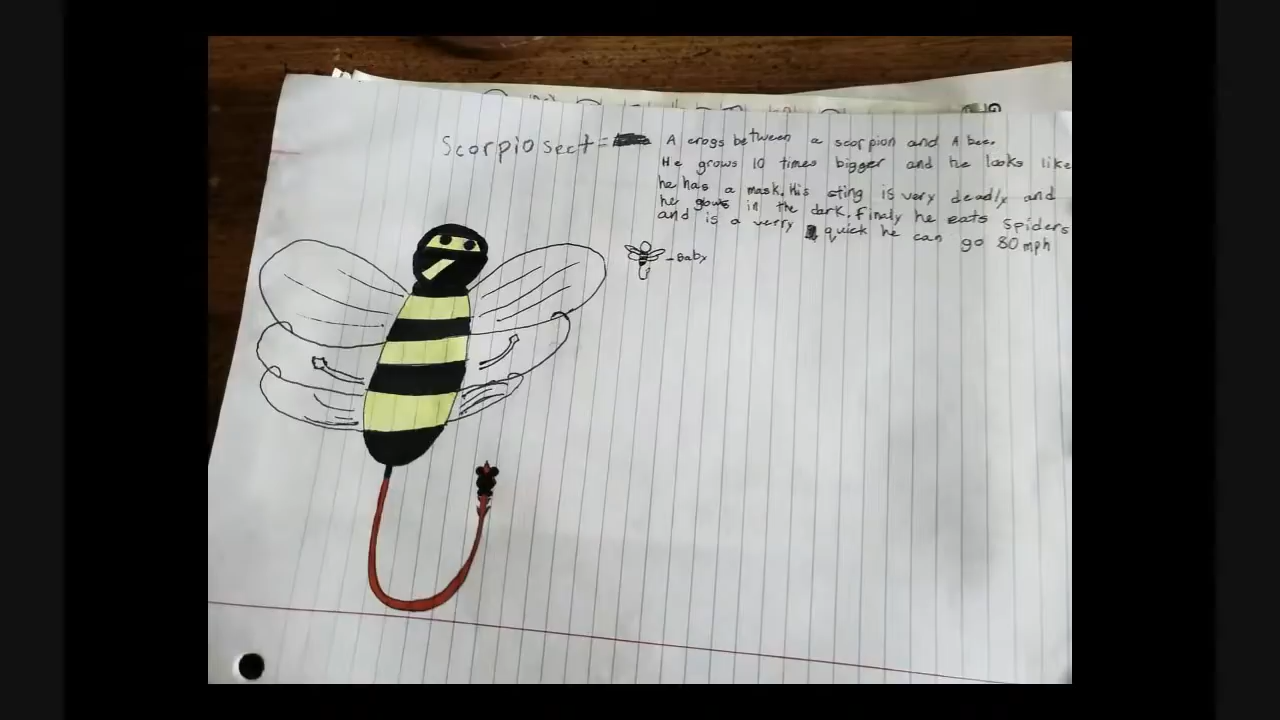 Scorpiosect =
A crogs between a scorpion and A bee.
He grows 10 times bigger and he looks like
he has a mask. His sting is very deadly and
he gows in the dark. Finaly he eats spiders
and is a verry quick he can go 80 mph
-Baby